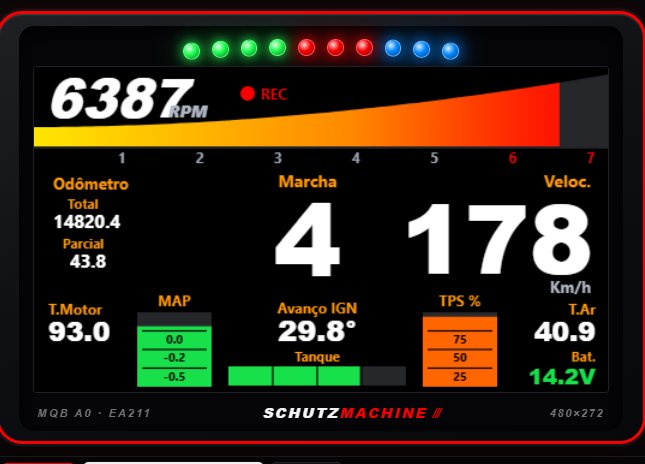 6387 RPM
REC
1 2 3 4 5 6 7
Odômetro
Total
14820.4
Parcial
43.8
Marcha
4
Veloc.
178
Km/h
T.Motor
93.0
MAP
0.0
-0.2
-0.5
Avanço IGN
29.8°
Tanque
TPS %
75
50
25
T.Ar
40.9
Bat.
14.2V
MQB A0 · EA211
SCHUTZMACHINE ///
480×272